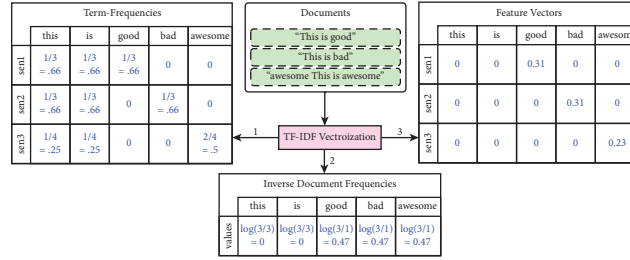 Term-Frequencies
this is good bad awesome
sen1 1/3 = .66 1/3 = .66 1/3 = .66 0 0
sen2 1/3 = .66 1/3 = .66 0 1/3 = .66 0
sen3 1/4 = .25 1/4 = .25 0 0 2/4 = .5
Documents
“This is good”
“This is bad”
“awesome This is awesome”
TF-IDF Vectroization
1
2
3
Feature Vectors
this is good bad awesome
sen1 0 0 0.31 0 0
sen2 0 0 0 0.31 0
sen3 0 0 0 0 0.23
Inverse Document Frequencies
this is good bad awesome
values log(3/3) = 0 log(3/3) = 0 log(3/1) = 0.47 log(3/1) = 0.47 log(3/1) = 0.47